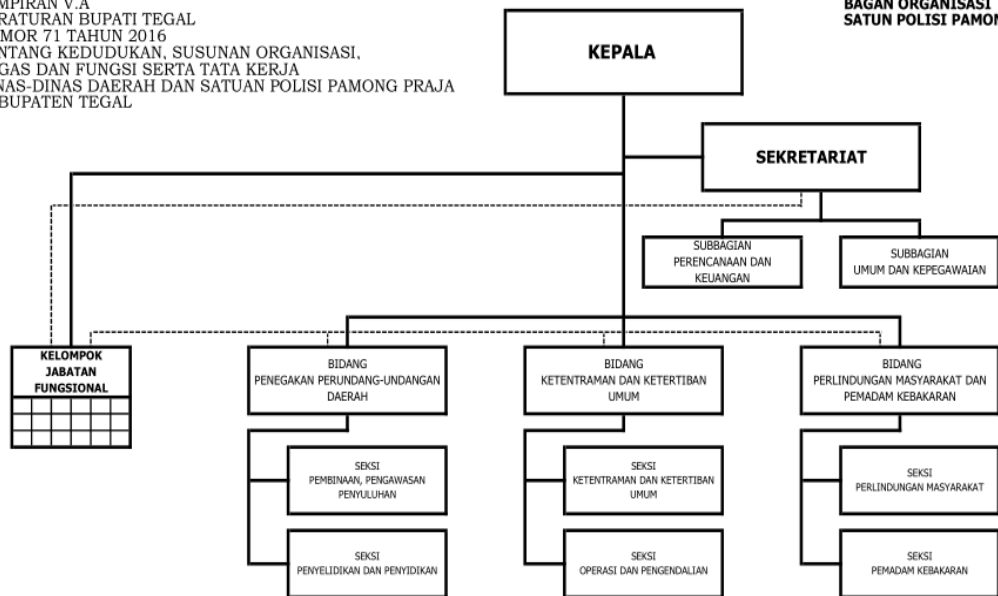 MPIRAN V.A
RATURAN BUPATI TEGAL
MOR 71 TAHUN 2016
NTANG KEDUDUKAN, SUSUNAN ORGANISASI,
GAS DAN FUNGSI SERTA TATA KERJA
NAS-DINAS DAERAH DAN SATUAN POLISI PAMONG PRAJA
BUPATEN TEGAL
BAGAN ORGANISASI
SATUN POLISI PAMON
KEPALA
SEKRETARIAT
SUBBAGIAN
PERENCANAAN DAN
KEUANGAN
SUBBAGIAN
UMUM DAN KEPEGAWAIAN
KELOMPOK
JABATAN
FUNGSIONAL
BIDANG
PENEGAKAN PERUNDANG-UNDANGAN
DAERAH
BIDANG
KETENTRAMAN DAN KETERTIBAN
UMUM
BIDANG
PERLINDUNGAN MASYARAKAT DAN
PEMADAM KEBAKARAN
SEKSI
PEMBINAAN, PENGAWASAN
PENYULUHAN
SEKSI
KETENTRAMAN DAN KETERTIBAN
UMUM
SEKSI
PERLINDUNGAN MASYARAKAT
SEKSI
PENYELIDIKAN DAN PENYIDIKAN
SEKSI
OPERASI DAN PENGENDALIAN
SEKSI
PEMADAM KEBAKARAN